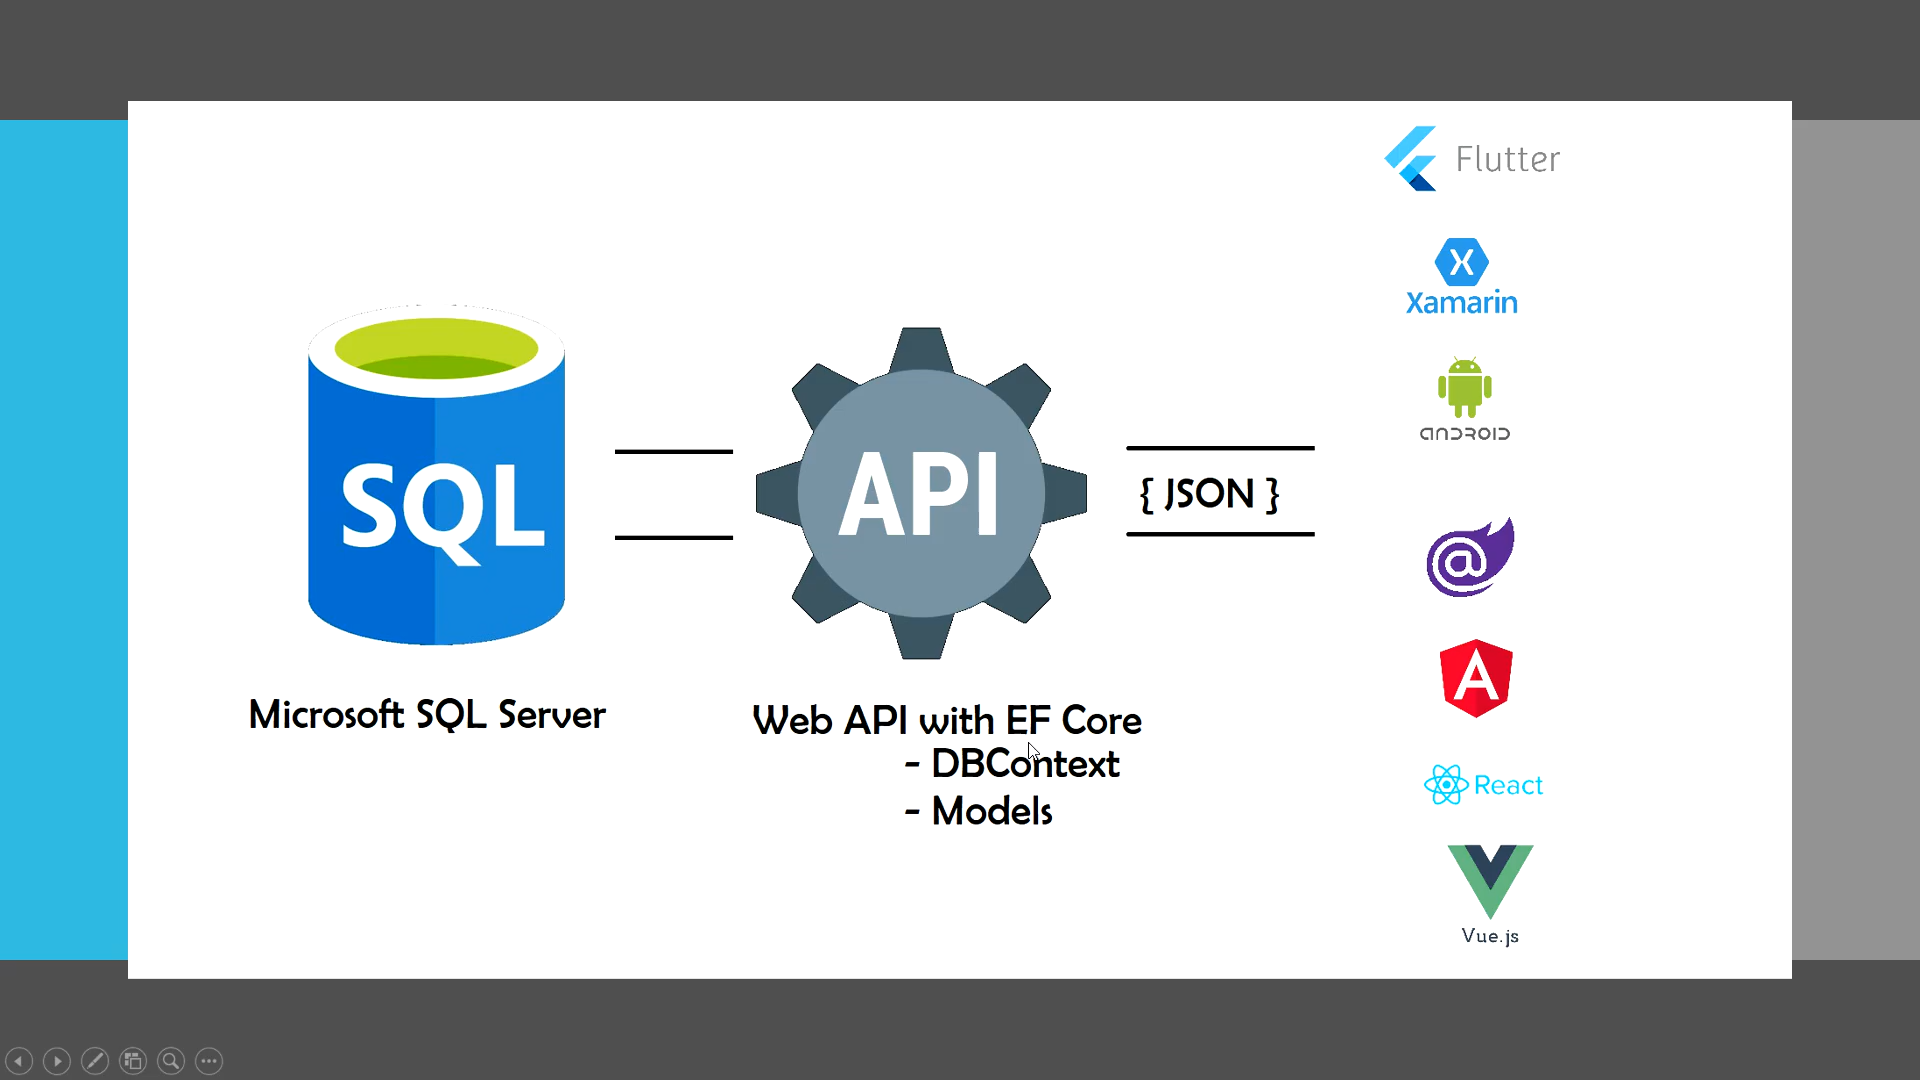 Flutter
X
Xamarin
ANDROID
SQL
API
{ JSON }
@
A
Microsoft SQL Server
Web API with EF Core
- DBContext
- Models
React
Vue.js